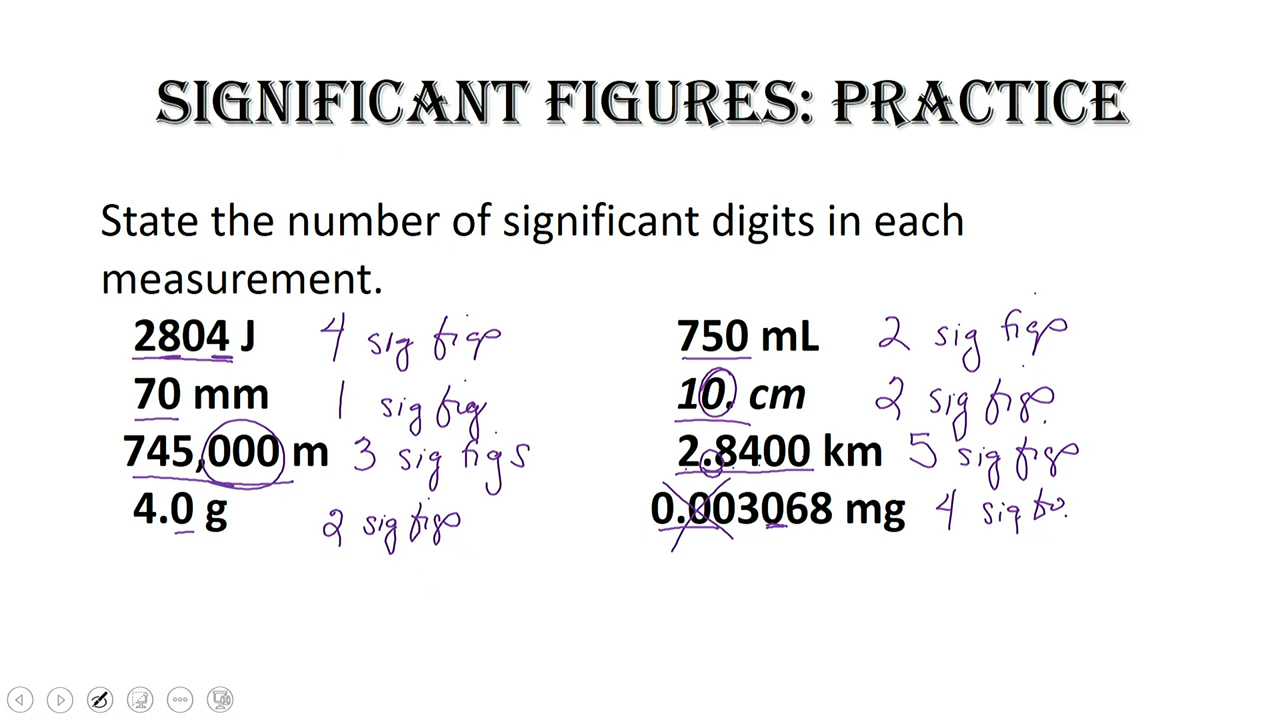 SIGNIFICANT FIGURES: PRACTICE
State the number of significant digits in each
measurement.
2804 J 4 sig figs
70 mm 1 sig fig
745,000 m 3 sig figs
4.0 g 2 sig figs
750 mL 2 sig figs
10. cm 2 sig figs.
2.8400 km 5 sig figs
0.003068 mg 4 sig